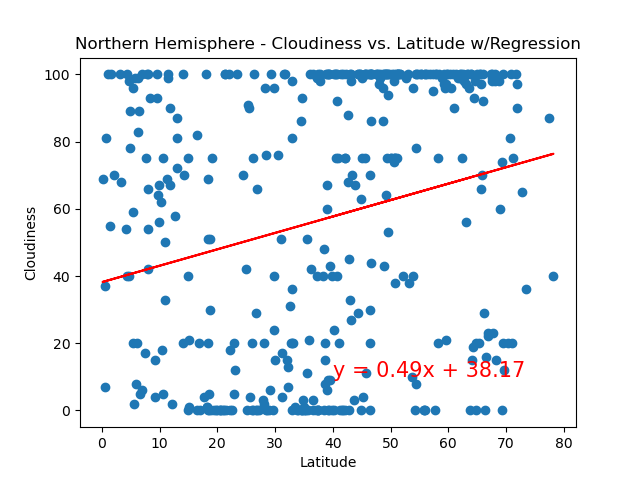 Northern Hemisphere - Cloudiness vs. Latitude w/Regression
100
80
60
40
20
0
Cloudiness
y = 0.49x + 38.17
0 10 20 30 40 50 60 70 80
Latitude